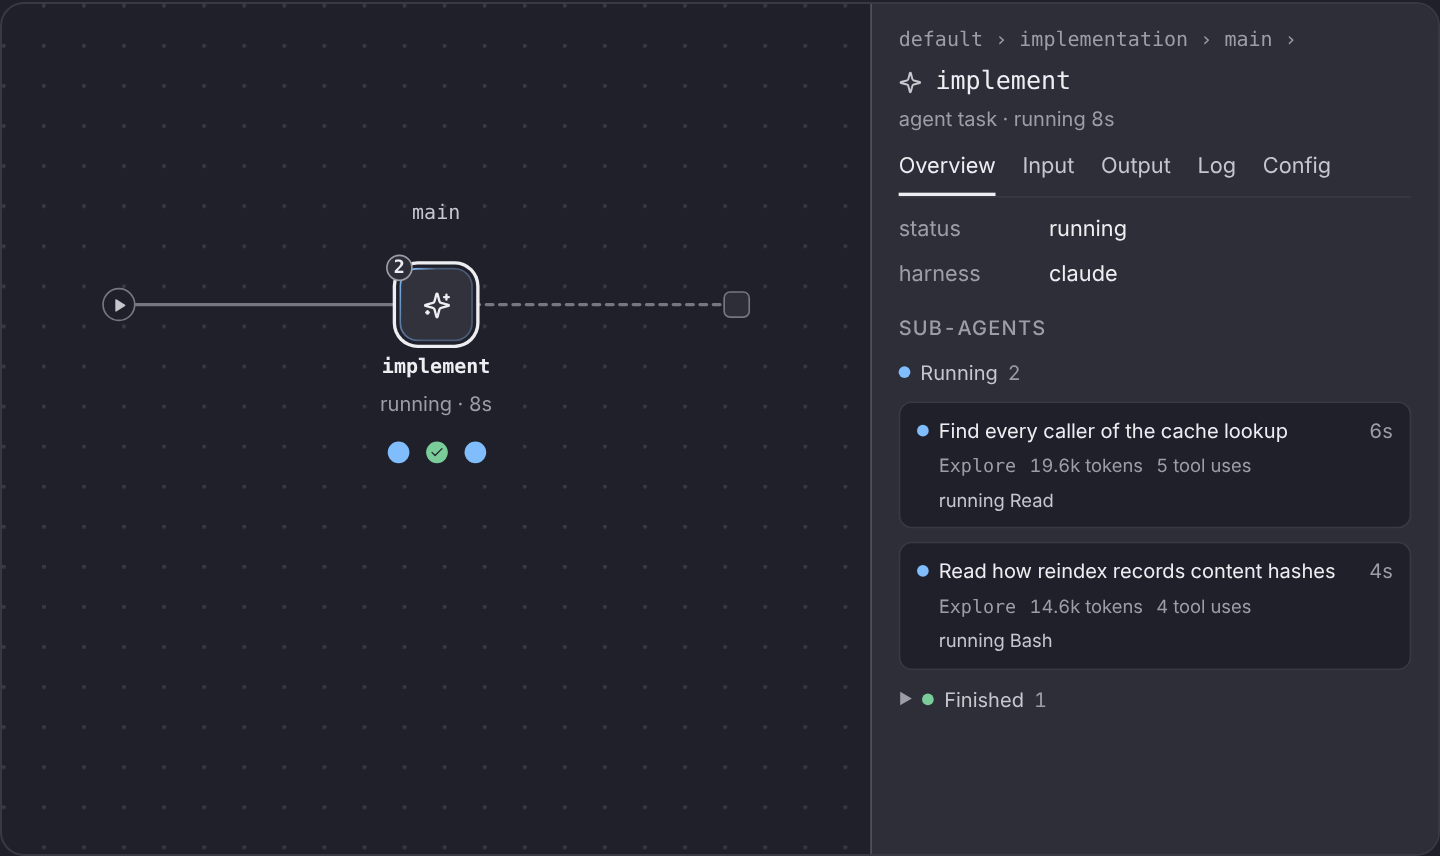 main
2
implement
running · 8s
default › implementation › main ›
implement
agent task · running 8s
Overview Input Output Log Config
status running
harness claude
SUB-AGENTS
Running 2
Find every caller of the cache lookup 6s
Explore 19.6k tokens 5 tool uses
running Read
Read how reindex records content hashes 4s
Explore 14.6k tokens 4 tool uses
running Bash
Finished 1